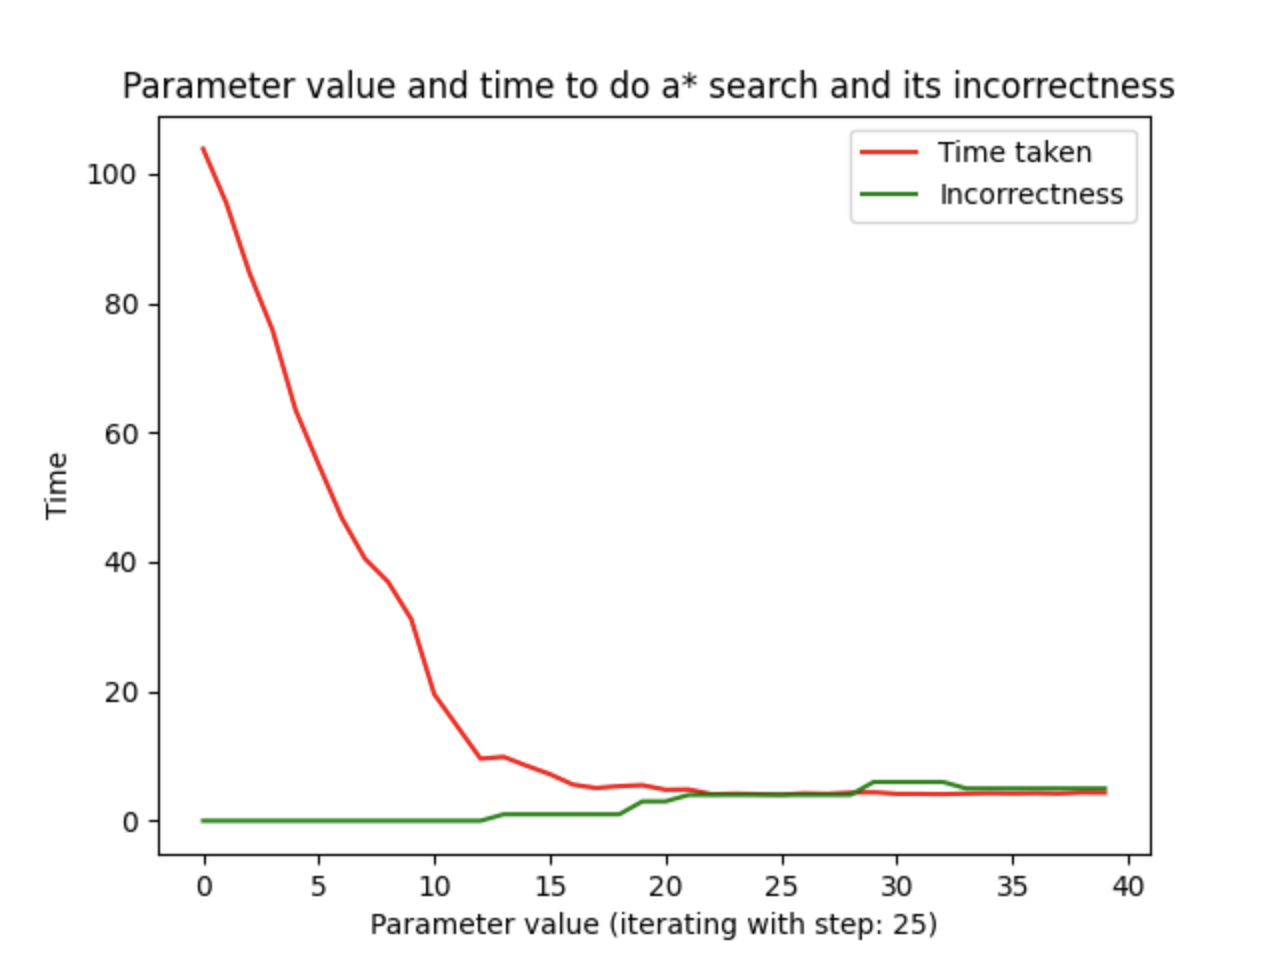 Parameter value and time to do a* search and its incorrectness
Time taken
Incorrectness
100
80
60
40
20
0
Time
0 5 10 15 20 25 30 35 40
Parameter value (iterating with step: 25)